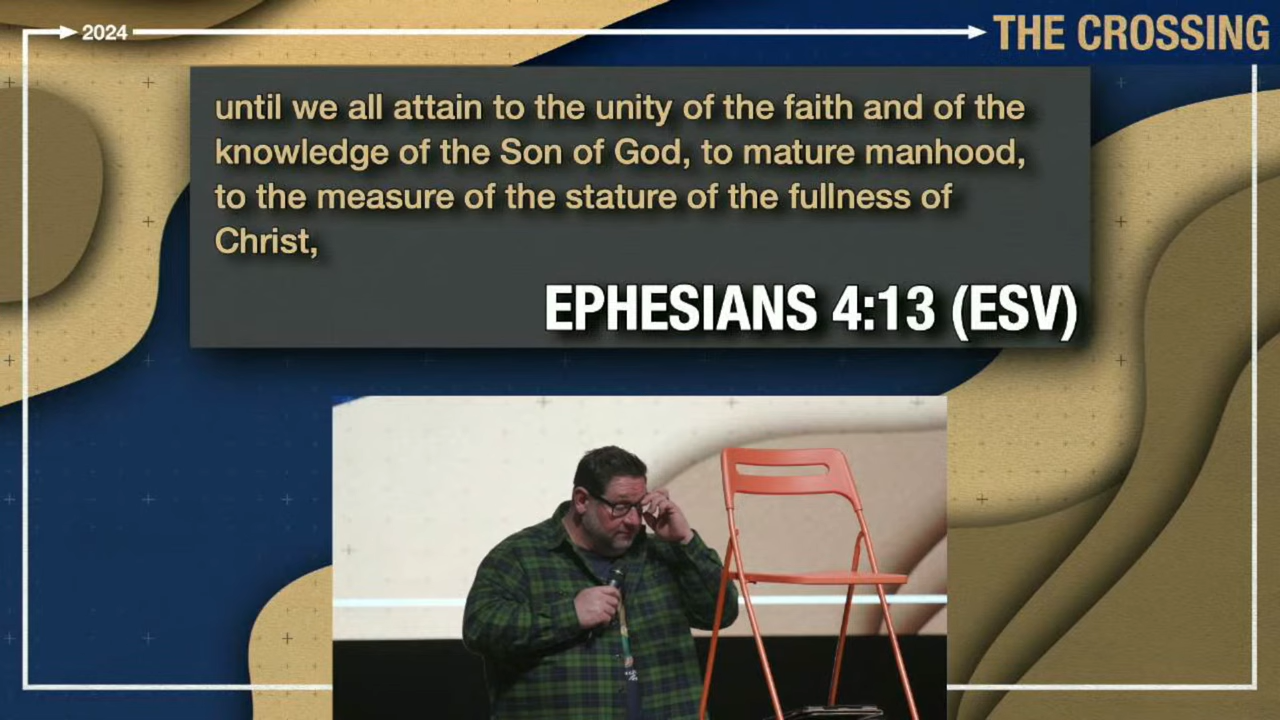 2024
THE CROSSING
until we all attain to the unity of the faith and of the
knowledge of the Son of God, to mature manhood,
to the measure of the stature of the fullness of
Christ,
EPHESIANS 4:13 (ESV)